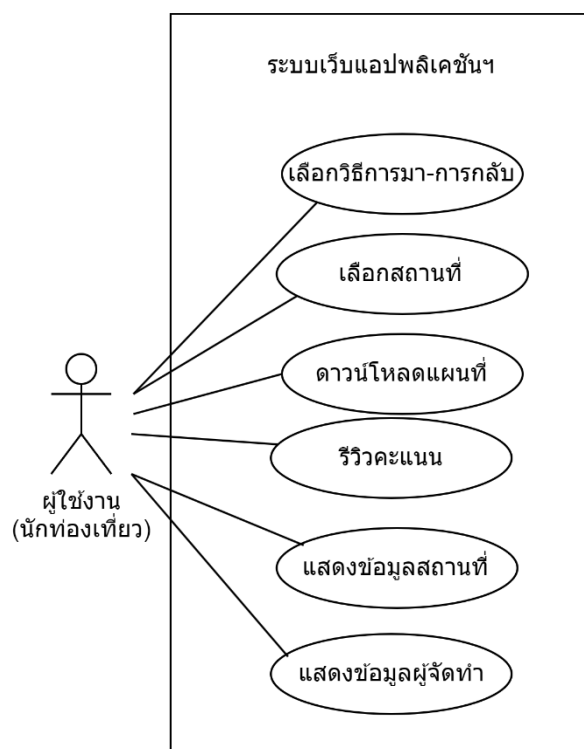 ระบบเว็บแอปพลิเคชันฯ
เลือกวิธีการมา-การกลับ
เลือกสถานที่
ดาวน์โหลดแผนที่
รีวิวคะแนน
ผู้ใช้งาน
(นักท่องเที่ยว)
แสดงข้อมูลสถานที่
แสดงข้อมูลผู้จัดทำ